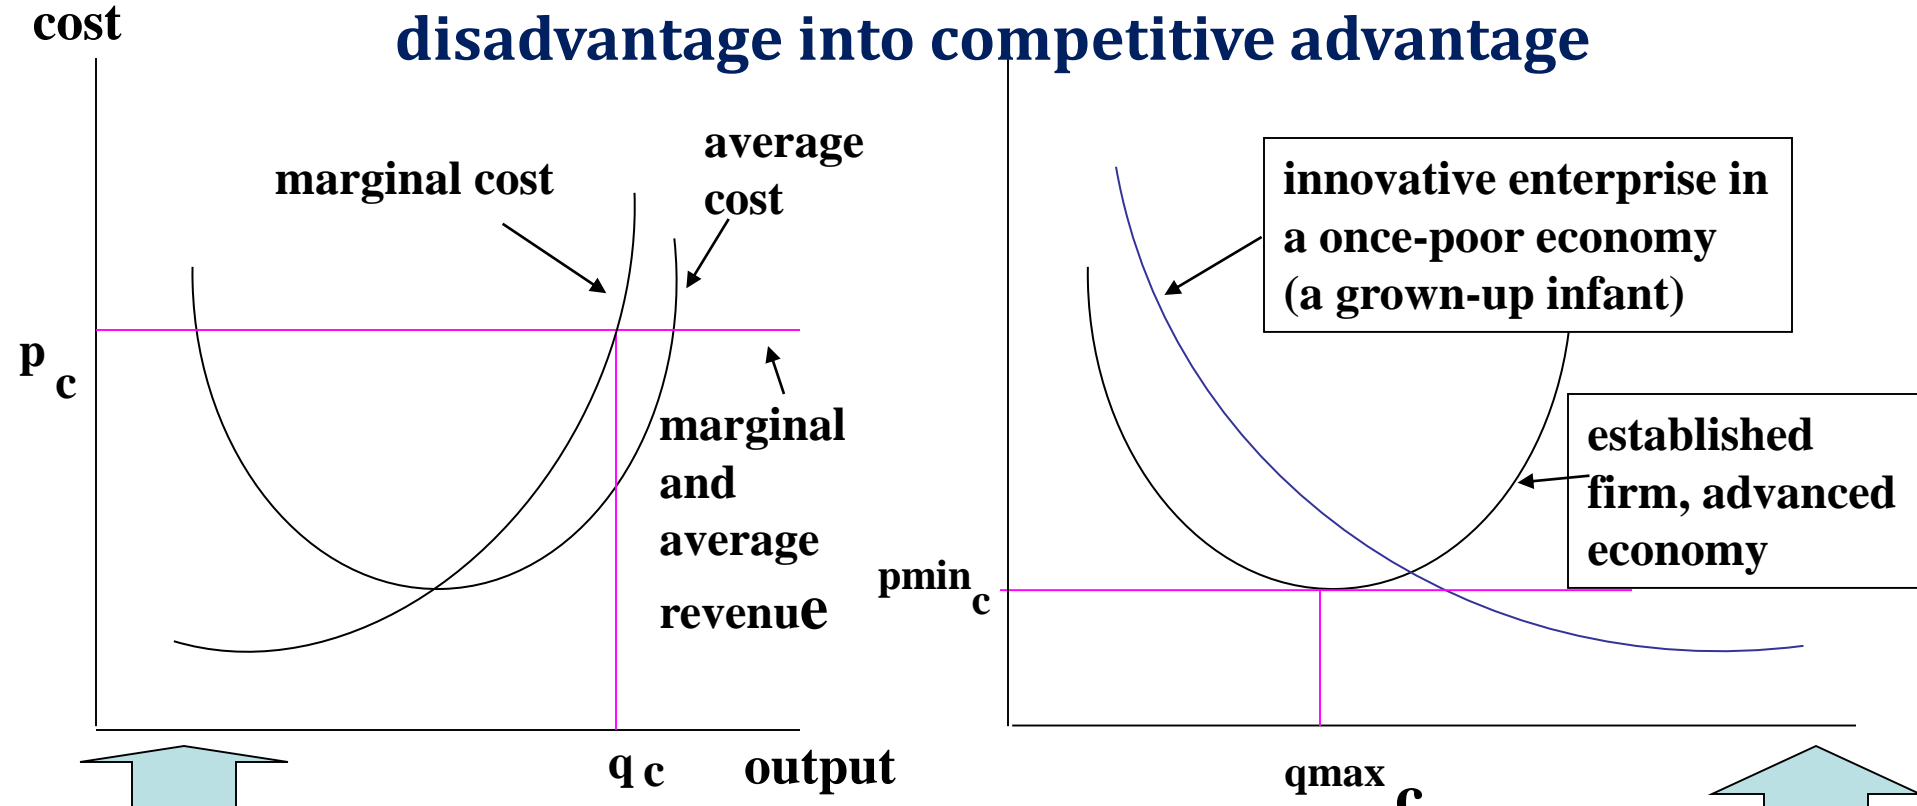 cost
disadvantage into competitive advantage
average
cost
marginal cost
p
c
marginal
and
average
revenue
q c
output
innovative enterprise in
a once-poor economy
(a grown-up infant)
established
firm, advanced
economy
pmin
c
qmax
c